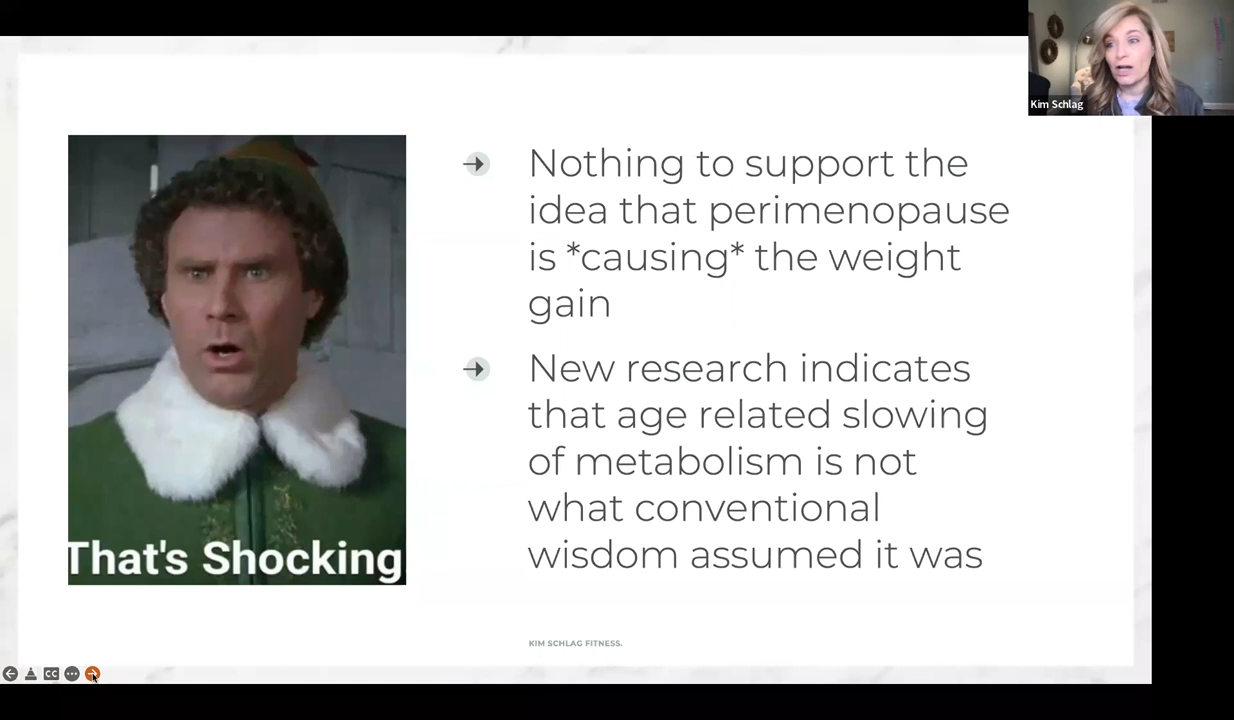 Kim Schlag
Nothing to support the
idea that perimenopause
is *causing* the weight
gain
New research indicates
that age related slowing
of metabolism is not
what conventional
wisdom assumed it was
That's Shocking
KIM SCHLAG FITNESS.
CC